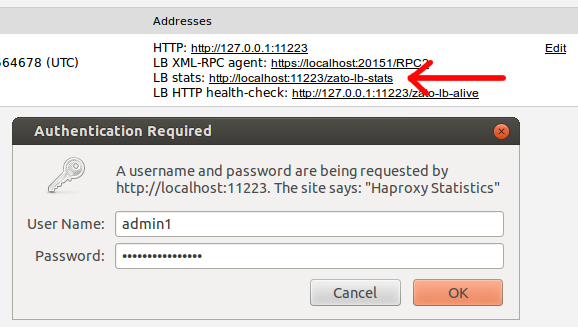 Addresses
64678 (UTC)
HTTP: http://127.0.0.1:11223 Edit
LB XML-RPC agent: https://localhost:20151/RPC2
LB stats: http://localhost:11223/zato-lb-stats
LB HTTP health-check: http://127.0.0.1:11223/zato-lb-alive
Authentication Required
A username and password are being requested by
http://localhost:11223. The site says: "Haproxy Statistics"
User Name: admin1
Password: ••••••••••••••••
Cancel OK